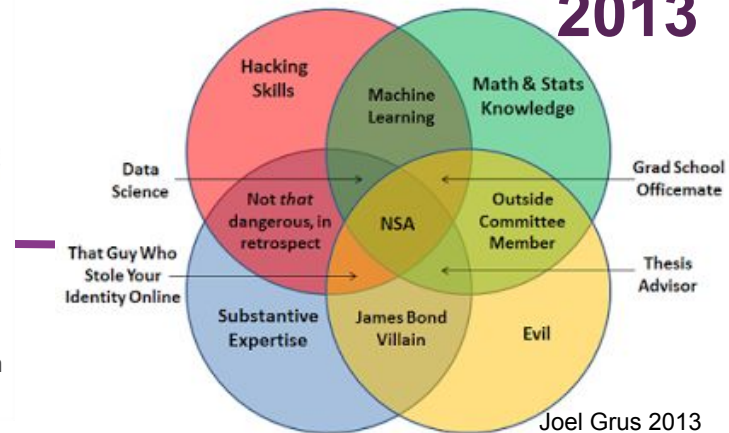 2013
Hacking
Skills
Machine
Learning
Math & Stats
Knowledge
Data
Science
Grad School
Officemate
Not that
dangerous, in
retrospect
NSA
Outside
Committee
Member
That Guy Who
Stole Your
Identity Online
Thesis
Advisor
Substantive
Expertise
James Bond
Villain
Evil
Joel Grus 2013